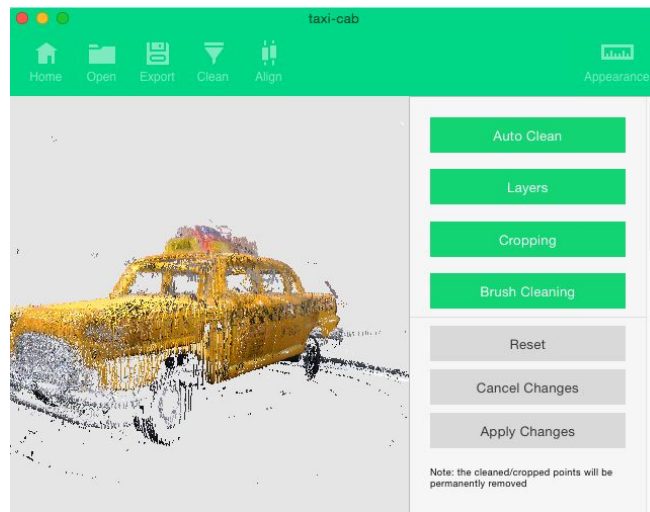 taxi-cab
Home Open Export Clean Align Appearance
Auto Clean
Layers
Cropping
Brush Cleaning
Reset
Cancel Changes
Apply Changes
Note: the cleaned/cropped points will be
permanently removed